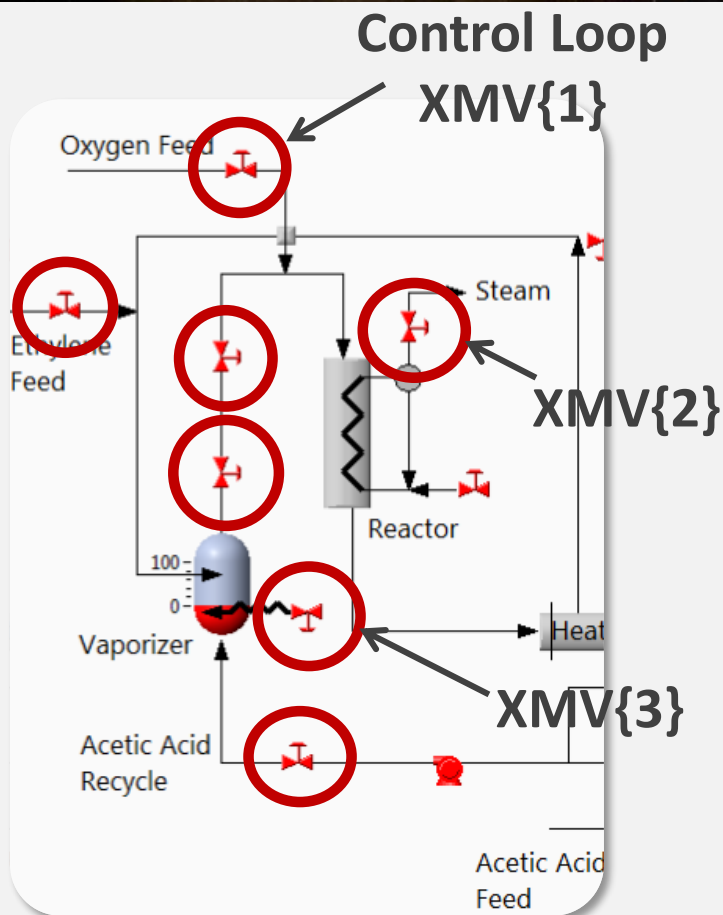 Control Loop
XMV{1}
Oxygen Feed
Steam
Ethylene
Feed
XMV{2}
Reactor
100
0
Heat
Vaporizer
XMV{3}
Acetic Acid
Recycle
Acetic Acid
Feed